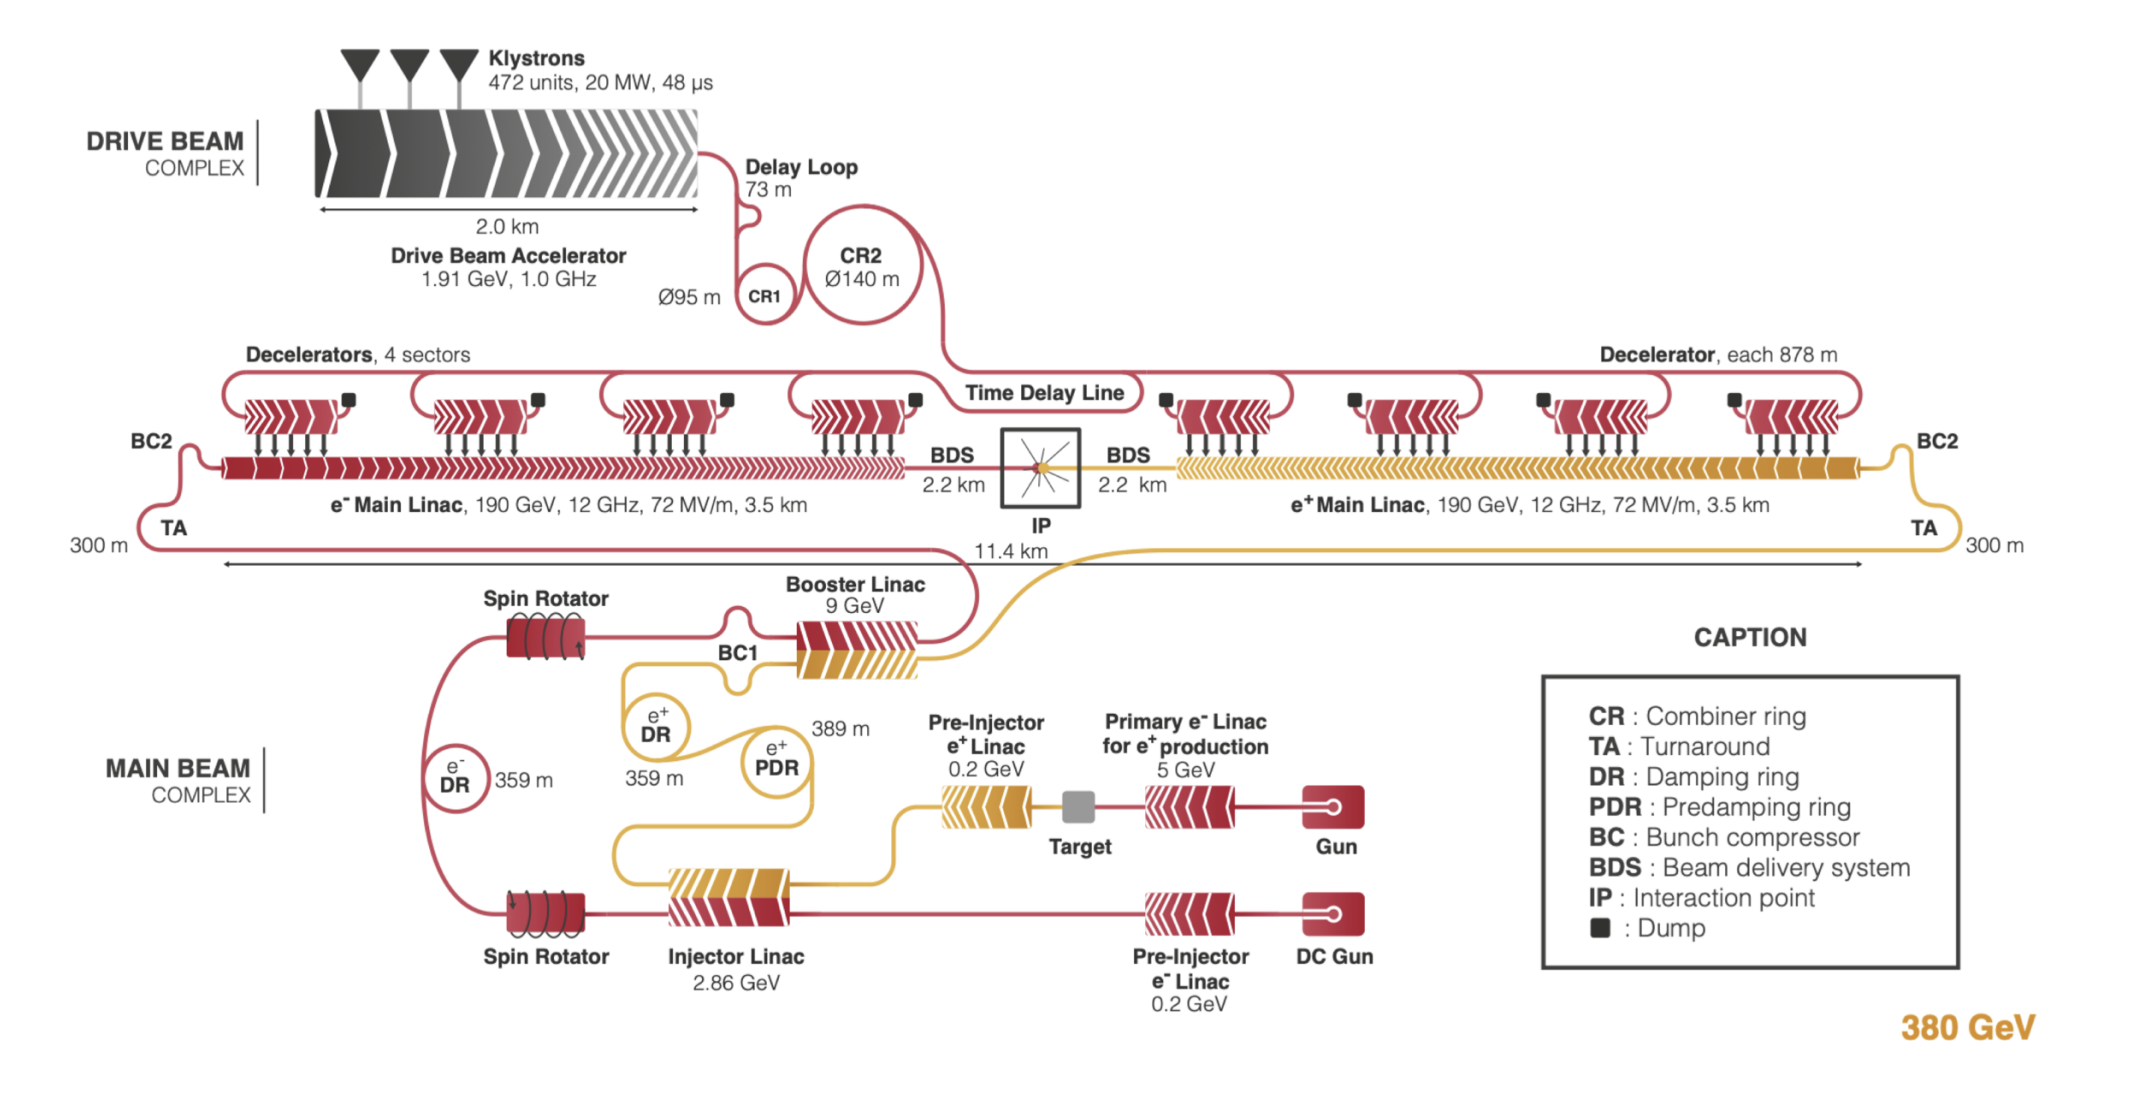 Klystrons
472 units, 20 MW, 48 µs
DRIVE BEAM
COMPLEX
Delay Loop
73 m
2.0 km
Drive Beam Accelerator
1.91 GeV, 1.0 GHz
CR2
Ø140 m
Ø95 m
CR1
Decelerators, 4 sectors
Decelerator, each 878 m
Time Delay Line
BC2
BDS
BDS
BC2
2.2 km
2.2 km
e⁻ Main Linac, 190 GeV, 12 GHz, 72 MV/m, 3.5 km
e⁺ Main Linac, 190 GeV, 12 GHz, 72 MV/m, 3.5 km
IP
TA
TA
300 m
11.4 km
300 m
Booster Linac
9 GeV
Spin Rotator
BC1
CAPTION
e⁺
DR
389 m
e⁺
PDR
359 m
Pre-Injector
e⁺ Linac
0.2 GeV
Primary e⁻ Linac
for e⁺ production
5 GeV
MAIN BEAM
COMPLEX
e⁻
DR
359 m
Target
Gun
Spin Rotator
Injector Linac
2.86 GeV
Pre-Injector
e⁻ Linac
0.2 GeV
DC Gun
CR : Combiner ring
TA : Turnaround
DR : Damping ring
PDR : Predamping ring
BC : Bunch compressor
BDS : Beam delivery system
IP : Interaction point
: Dump
380 GeV